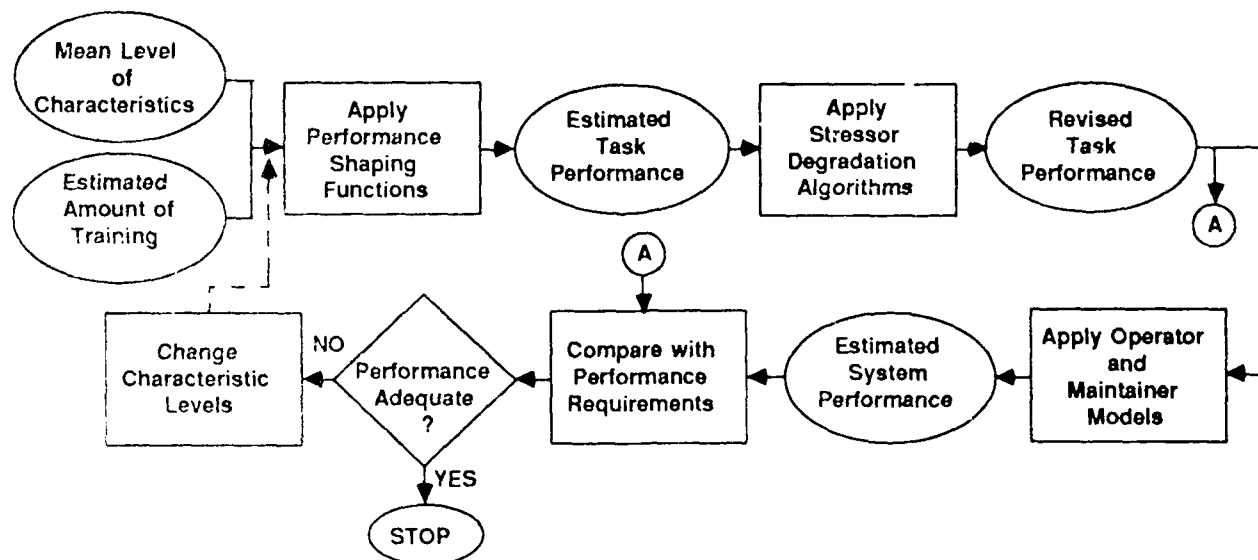 Mean Level
of
Characteristics
Estimated
Amount of
Training
Apply
Performance
Shaping
Functions
Estimated
Task
Performance
Apply
Stressor
Degradation
Algorithms
Revised
Task
Performance
A
Apply Operator
and
Maintainer
Models
Estimated
System
Performance
A
Compare with
Performance
Requirements
Performance
Adequate
?
NO
Change
Characteristic
Levels
YES
STOP